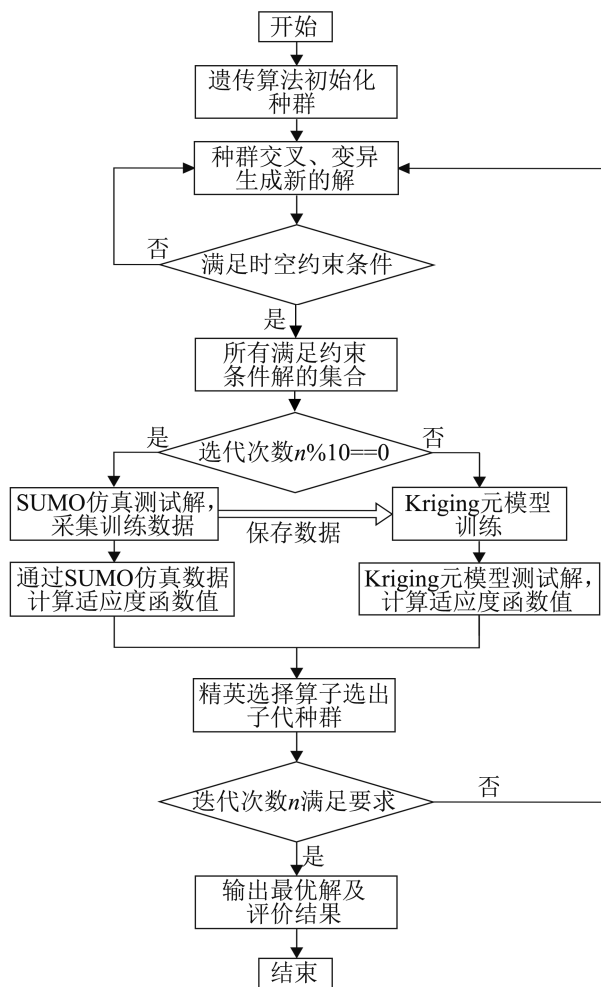 开始
遗传算法初始化
种群
种群交叉、变异
生成新的解
否
满足时空约束条件
是
所有满足约束
条件解的集合
是
迭代次数n%10==0
否
SUMO仿真测试解,
采集训练数据
保存数据
Kriging元模型
训练
通过SUMO仿真数据
计算适应度函数值
Kriging元模型测试解,
计算适应度函数值
精英选择算子选出
子代种群
迭代次数n满足要求
否
是
输出最优解及
评价结果
结束